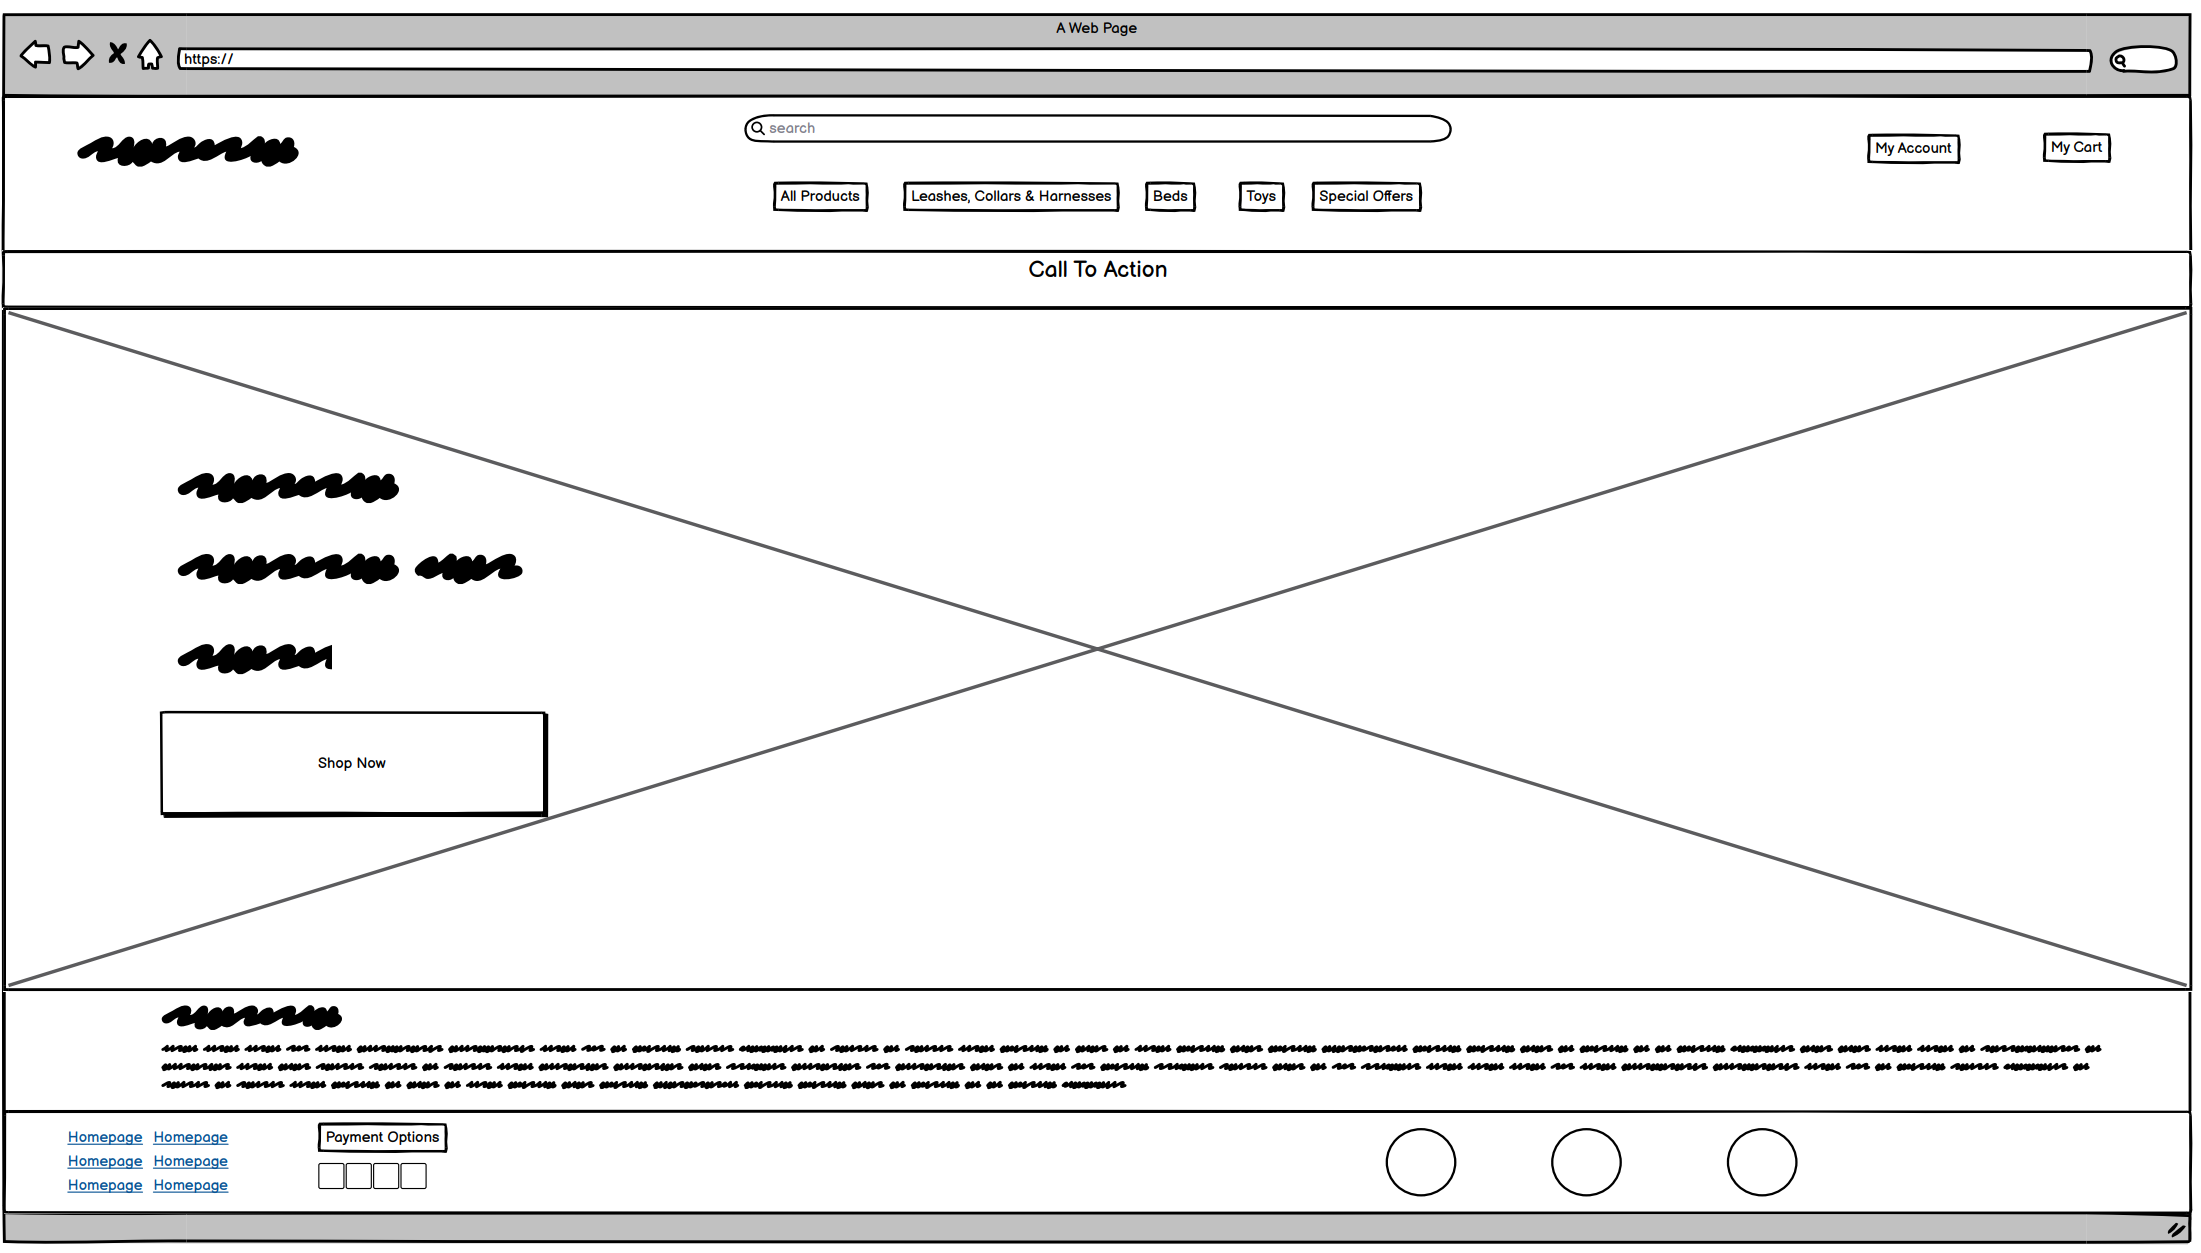 A Web Page
https://
search
My Account
My Cart
All Products
Leashes, Collars & Harnesses
Beds
Toys
Special Offers
Call To Action
Shop Now
Homepage Homepage
Homepage Homepage
Homepage Homepage
Payment Options